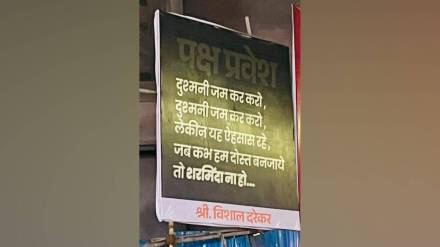 पक्ष प्रवेश
दुश्मनी जम कर करो,
दुश्मनी जम कर करो,
लेकीन यह ऐहसास रहे,
जब कभ हम दोस्त बनजाये
तो शरमिंदा ना हो...
श्री. विशाल दरेकर